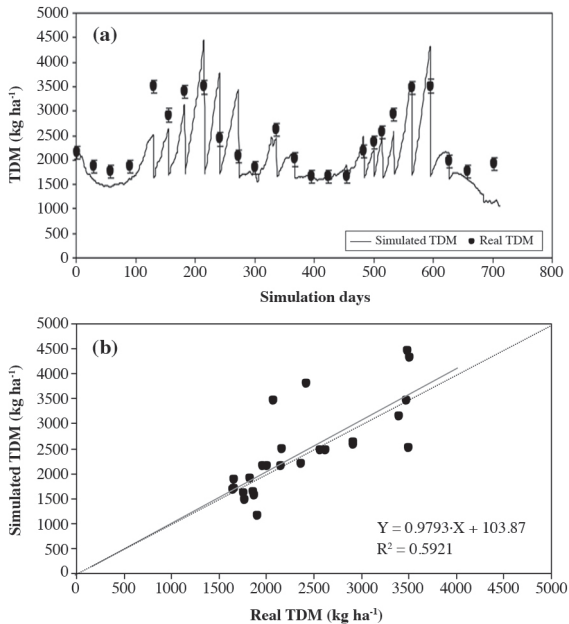 (a)
TDM (kg ha⁻¹)
5000
4500
4000
3500
3000
2500
2000
1500
1000
500
0
0 100 200 300 400 500 600 700 800
Simulated TDM Real TDM
Simulation days
(b)
Simulated TDM (kg ha⁻¹)
5000
4500
4000
3500
3000
2500
2000
1500
1000
500
0
Y = 0.9793·X + 103.87
R² = 0.5921
0 500 1000 1500 2000 2500 3000 3500 4000 4500 5000
Real TDM (kg ha⁻¹)